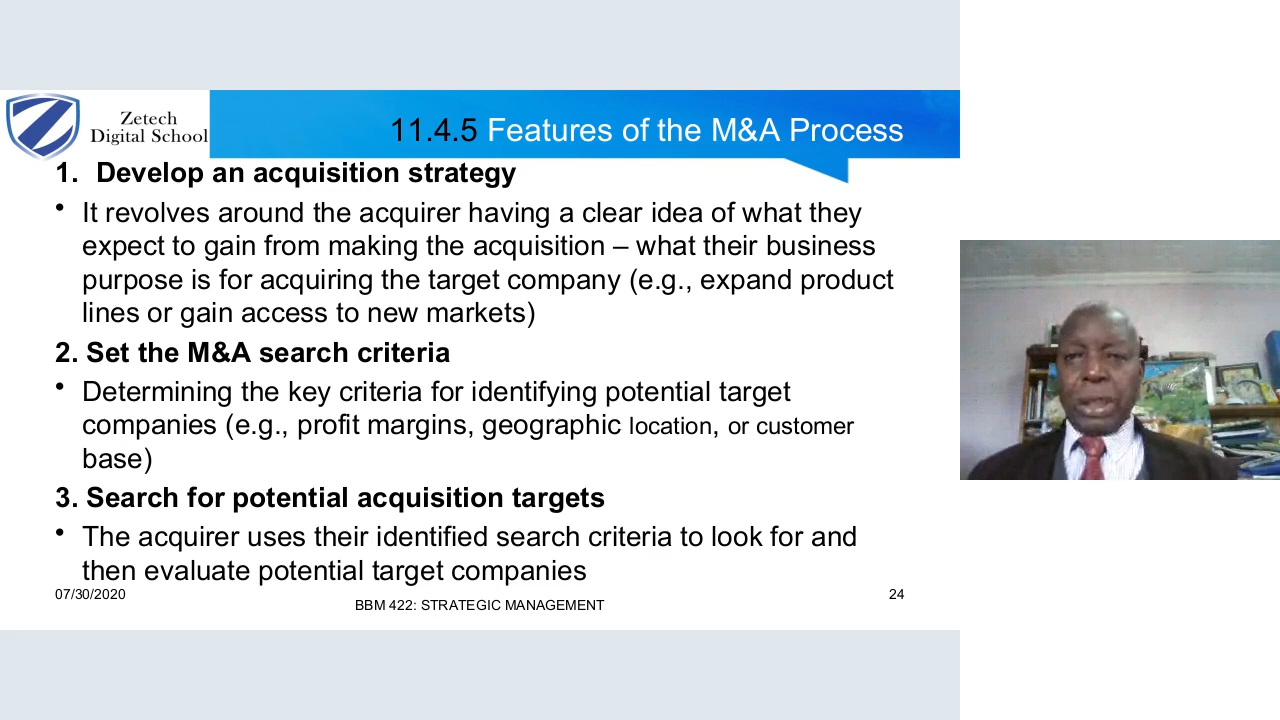 Zetech
Digital School
11.4.5 Features of the M&A Process
1. Develop an acquisition strategy
• It revolves around the acquirer having a clear idea of what they
expect to gain from making the acquisition – what their business
purpose is for acquiring the target company (e.g., expand product
lines or gain access to new markets)
2. Set the M&A search criteria
• Determining the key criteria for identifying potential target
companies (e.g., profit margins, geographic location, or customer
base)
3. Search for potential acquisition targets
• The acquirer uses their identified search criteria to look for and
then evaluate potential target companies
07/30/2020
BBM 422: STRATEGIC MANAGEMENT
24